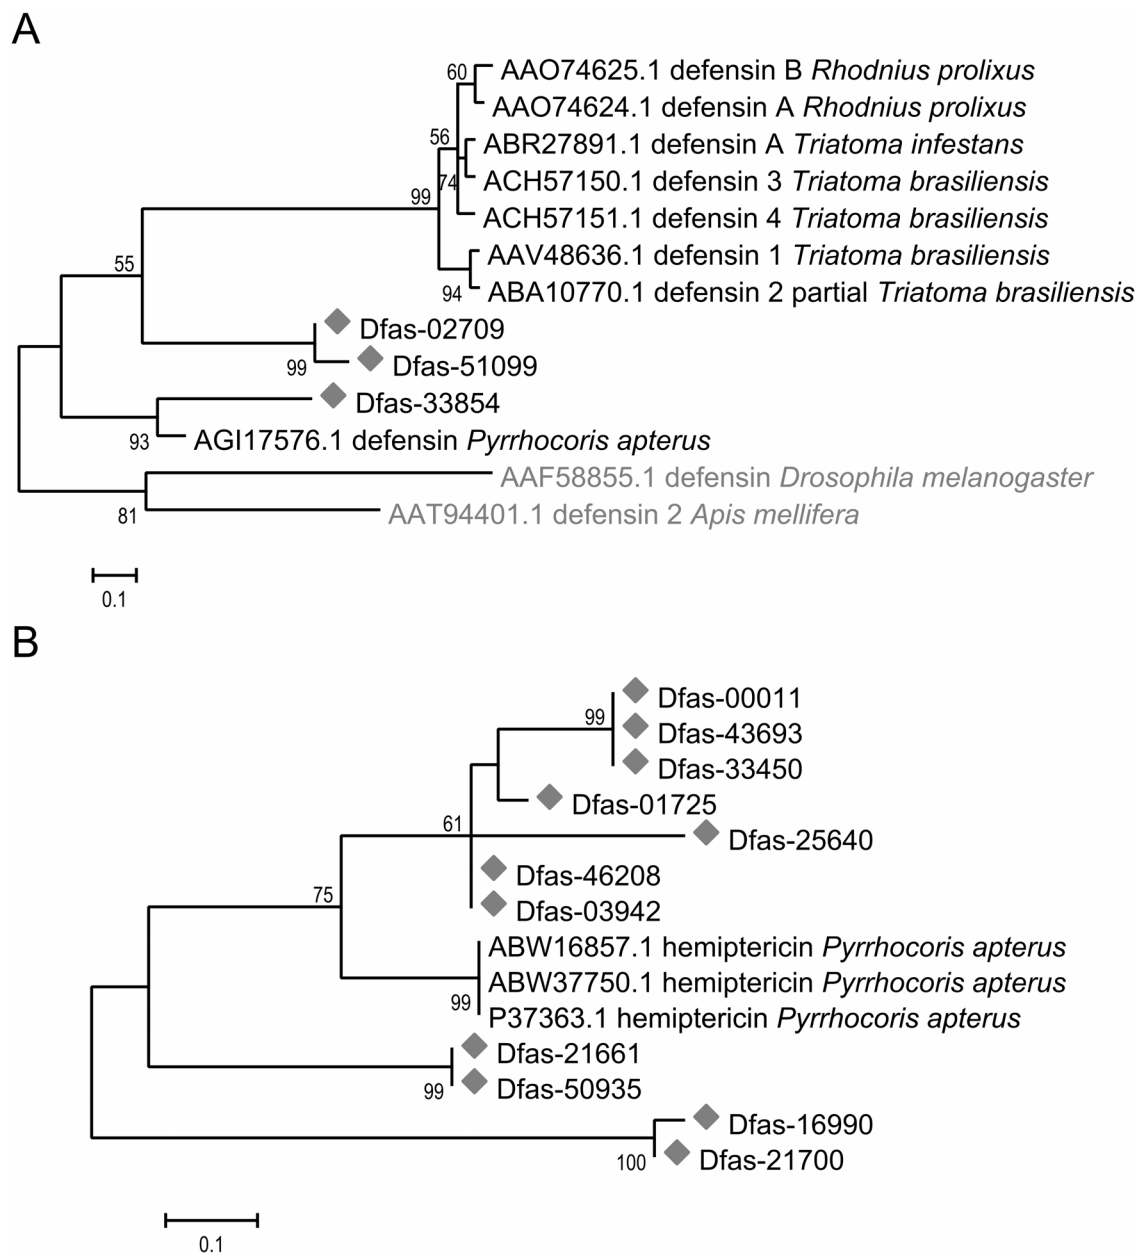 A
60
AAO74625.1 defensin B Rhodnius prolixus
AAO74624.1 defensin A Rhodnius prolixus
56
ABR27891.1 defensin A Triatoma infestans
74
ACH57150.1 defensin 3 Triatoma brasiliensis
99
ACH57151.1 defensin 4 Triatoma brasiliensis
AAV48636.1 defensin 1 Triatoma brasiliensis
55
94
ABA10770.1 defensin 2 partial Triatoma brasiliensis
Dfas-02709
99
Dfas-51099
Dfas-33854
93
AGI17576.1 defensin Pyrrhocoris apterus
AAF58855.1 defensin Drosophila melanogaster
81
AAT94401.1 defensin 2 Apis mellifera
0.1
B
Dfas-00011
99
Dfas-43693
Dfas-33450
Dfas-01725
61
Dfas-25640
Dfas-46208
75
Dfas-03942
ABW16857.1 hemiptericin Pyrrhocoris apterus
ABW37750.1 hemiptericin Pyrrhocoris apterus
99
P37363.1 hemiptericin Pyrrhocoris apterus
Dfas-21661
99
Dfas-50935
Dfas-16990
100
Dfas-21700
0.1